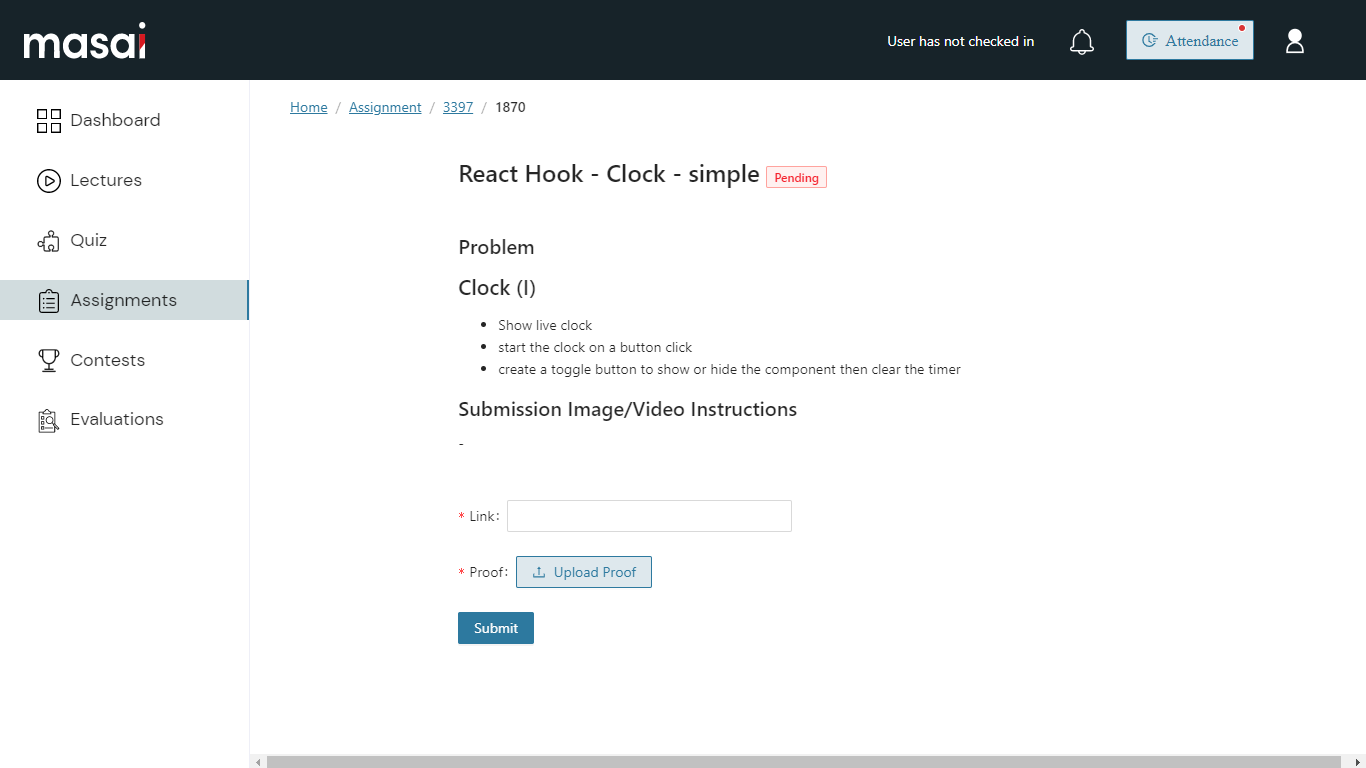 masai
User has not checked in
Attendance
Dashboard
Lectures
Quiz
Assignments
Contests
Evaluations
Home / Assignment / 3397 / 1870
React Hook - Clock - simple Pending
Problem
Clock (I)
• Show live clock
• start the clock on a button click
• create a toggle button to show or hide the component then clear the timer
Submission Image/Video Instructions
-
* Link:
* Proof: Upload Proof
Submit